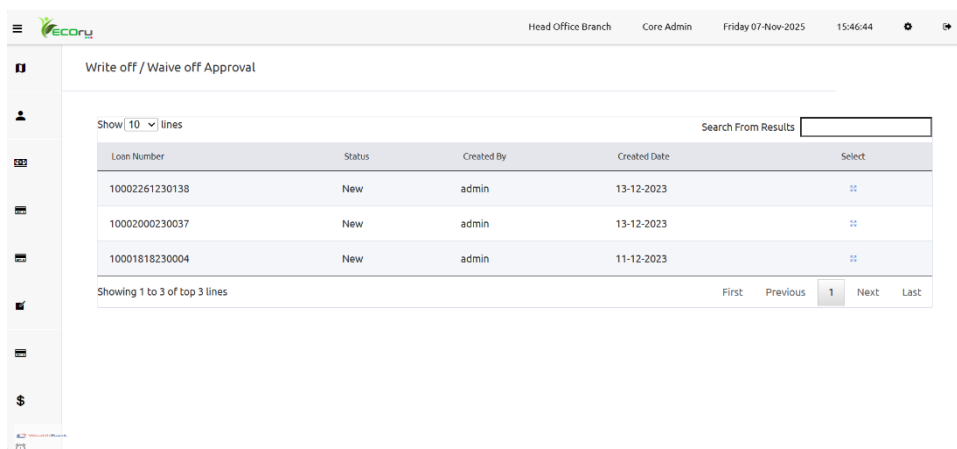 ECOru Head Office Branch Core Admin Friday 07-Nov-2025 15:46:44
Write off / Waive off Approval
Show 10 lines Search From Results
Loan Number Status Created By Created Date Select
10002261230138 New admin 13-12-2023
10002000230037 New admin 13-12-2023
10001818230004 New admin 11-12-2023
Showing 1 to 3 of top 3 lines First Previous 1 Next Last
$